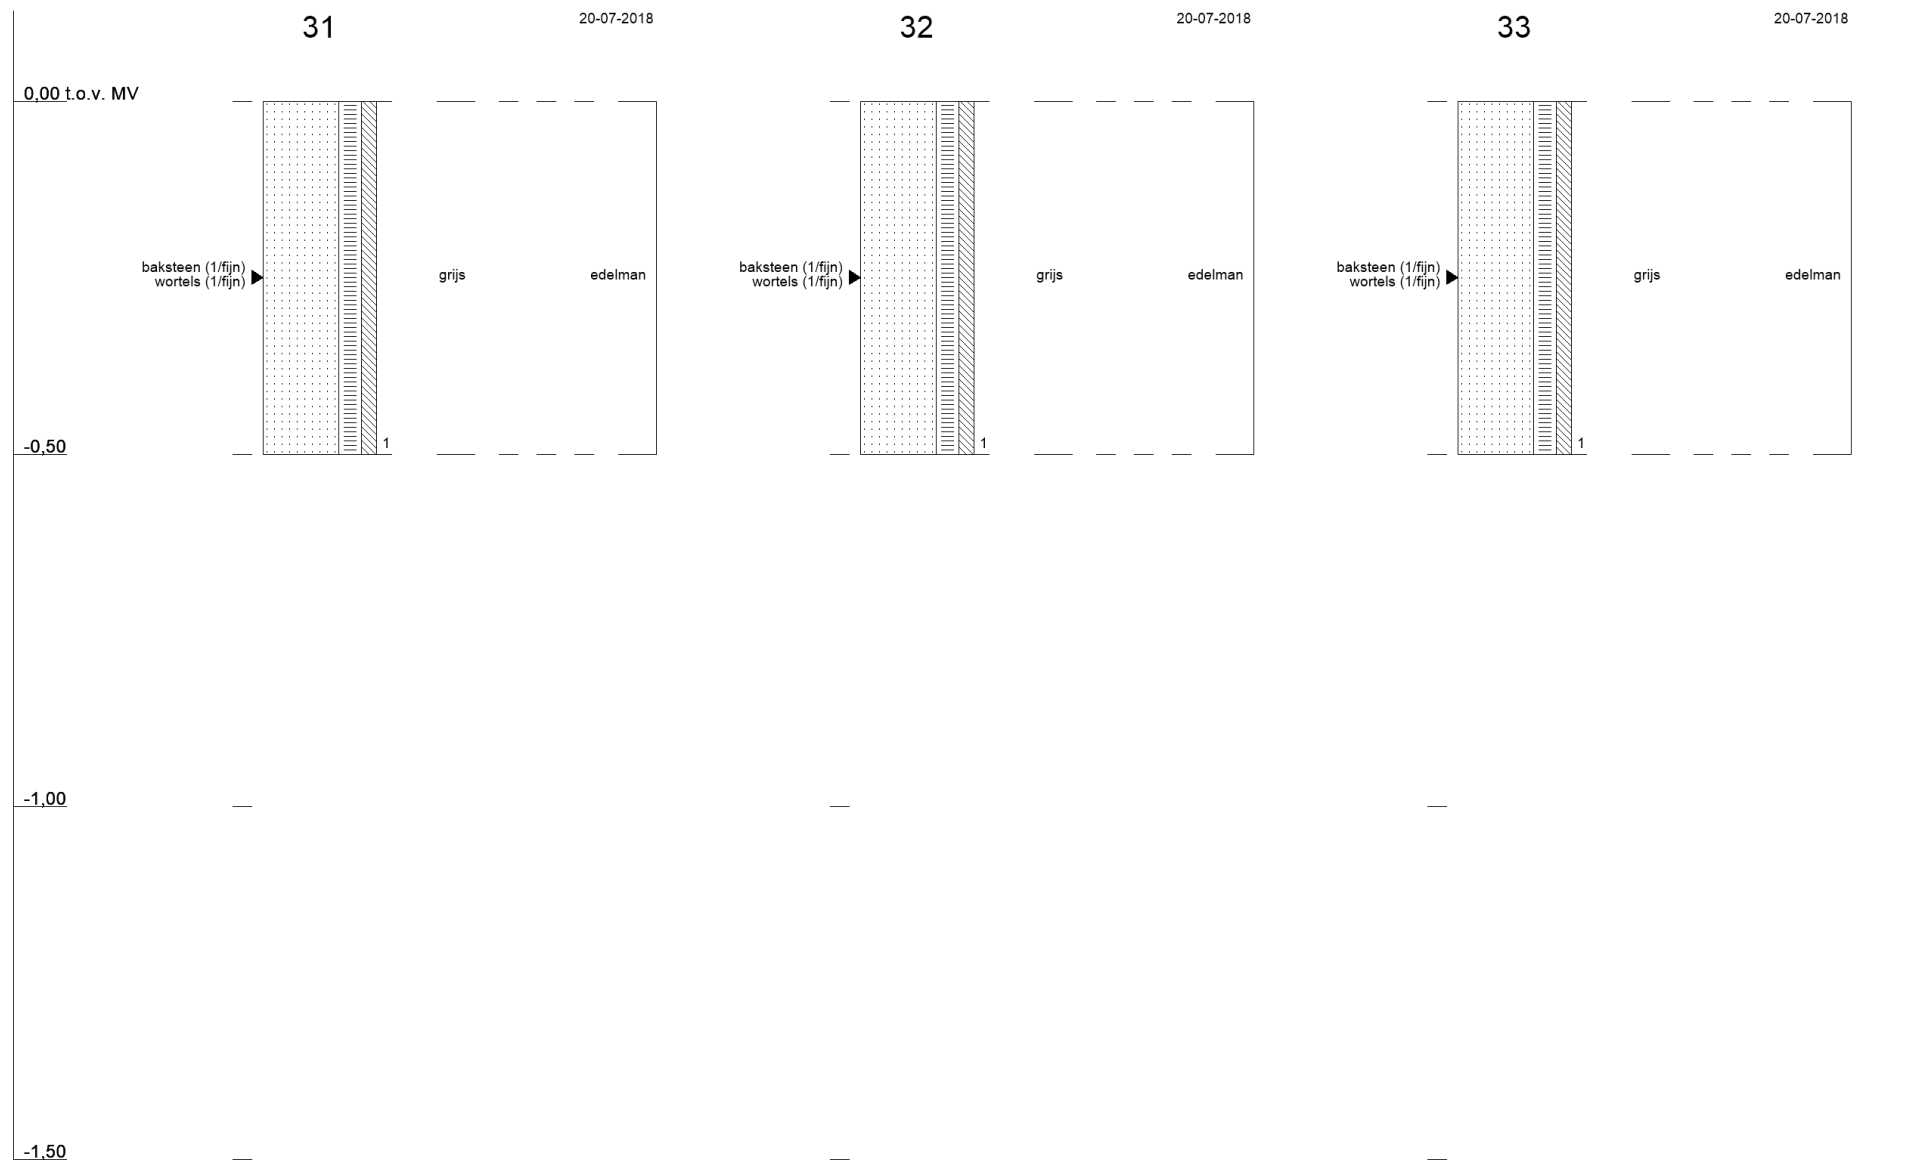 31 20-07-2018 32 20-07-2018 33 20-07-2018
0,00 t.o.v. MV
baksteen (1/fijn)
wortels (1/fijn)
grijs
edelman
1
baksteen (1/fijn)
wortels (1/fijn)
grijs
edelman
1
baksteen (1/fijn)
wortels (1/fijn)
grijs
edelman
1
-0,50
-1,00
-1,50